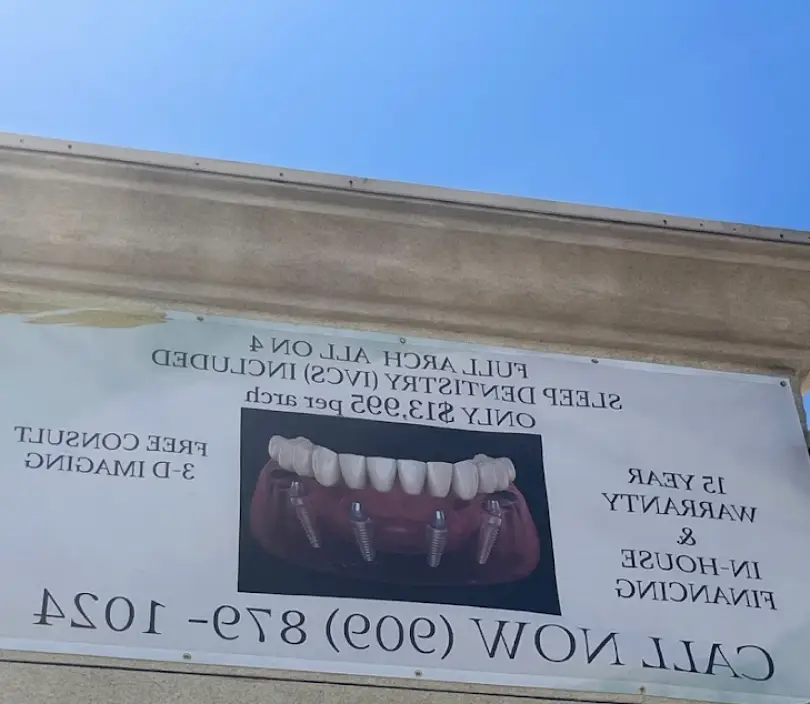 FULL ARCH ALL ON 4
SLEEP DENTISTRY (IVCS) INCLUDED
ONLY $13,995 per arch
15 YEAR
WARRANTY
&
IN-HOUSE
FINANCING
FREE CONSULT
3-D IMAGING
CALL NOW (909) 879- 1024